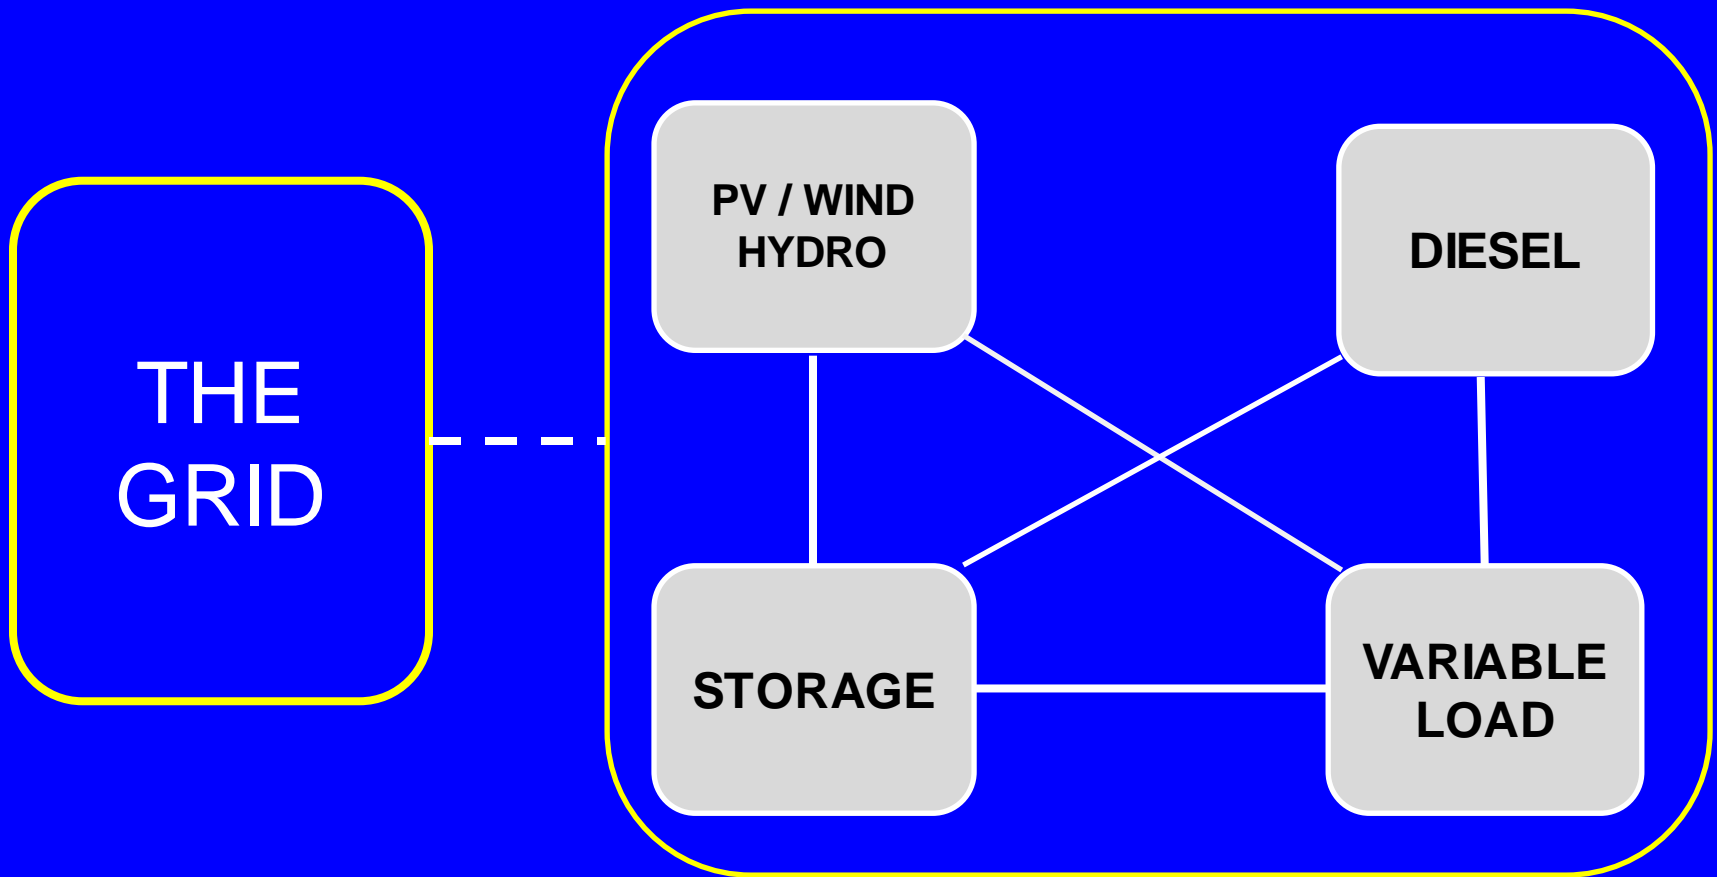 THE
GRID
PV / WIND
HYDRO
DIESEL
STORAGE
VARIABLE
LOAD